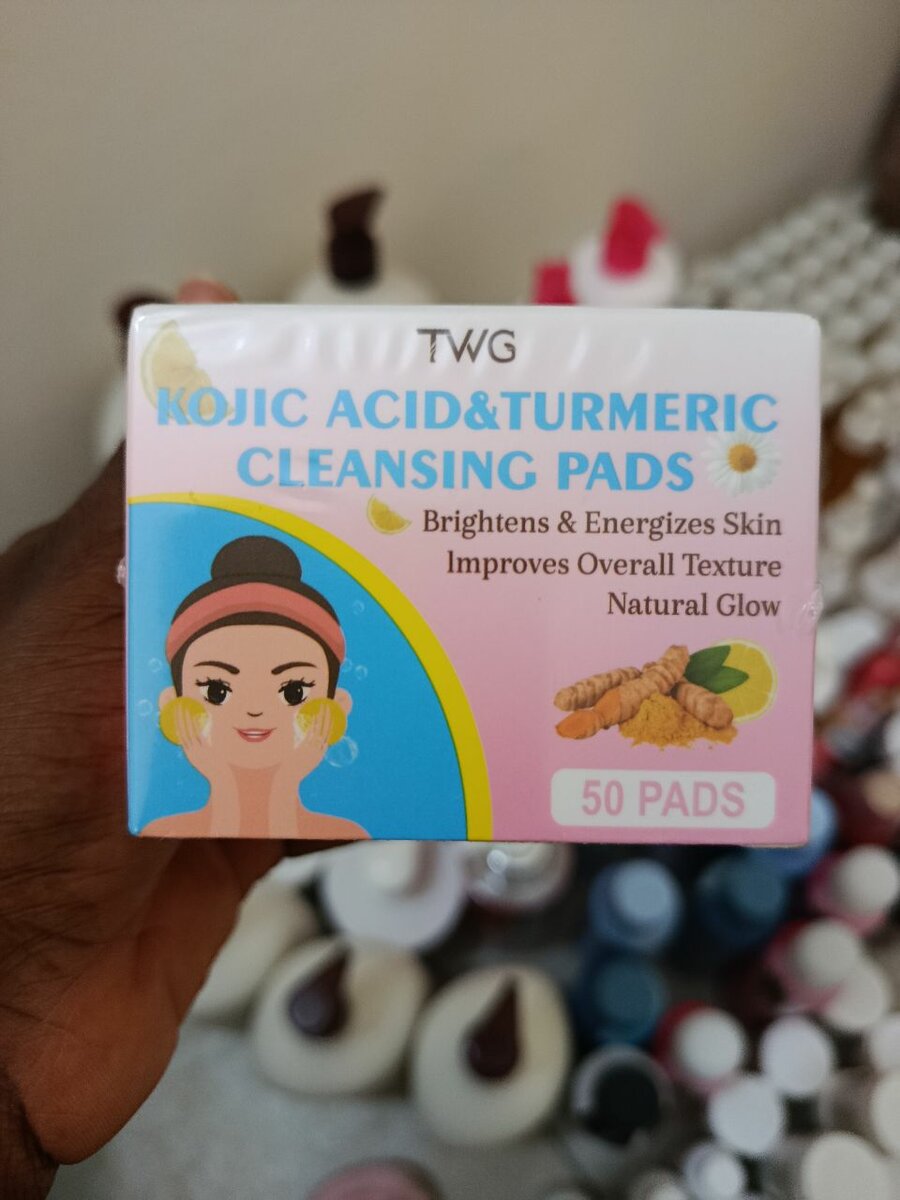 TWG
KOJIC ACID&TURMERIC
CLEANSING PADS
Brightens & Energizes Skin
Improves Overall Texture
Natural Glow
50 PADS